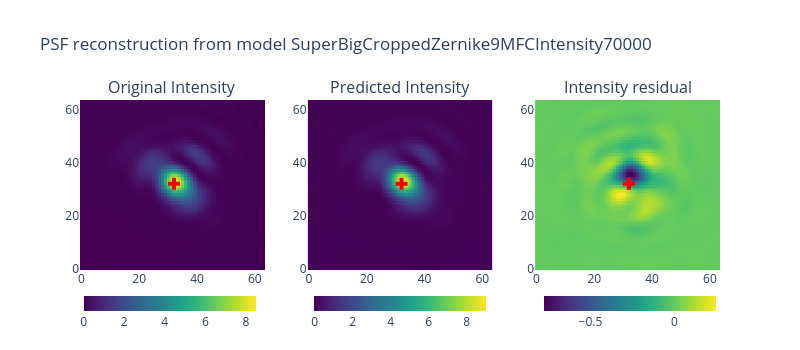 PSF reconstruction from model SuperBigCroppedZernike9MFCIntensity70000
Original Intensity
Predicted Intensity
Intensity residual
60
40
20
0
0 20 40 60
60
40
20
0
0 20 40 60
60
40
20
0
0 20 40 60
0 2 4 6 8
0 2 4 6 8
−0.5 0